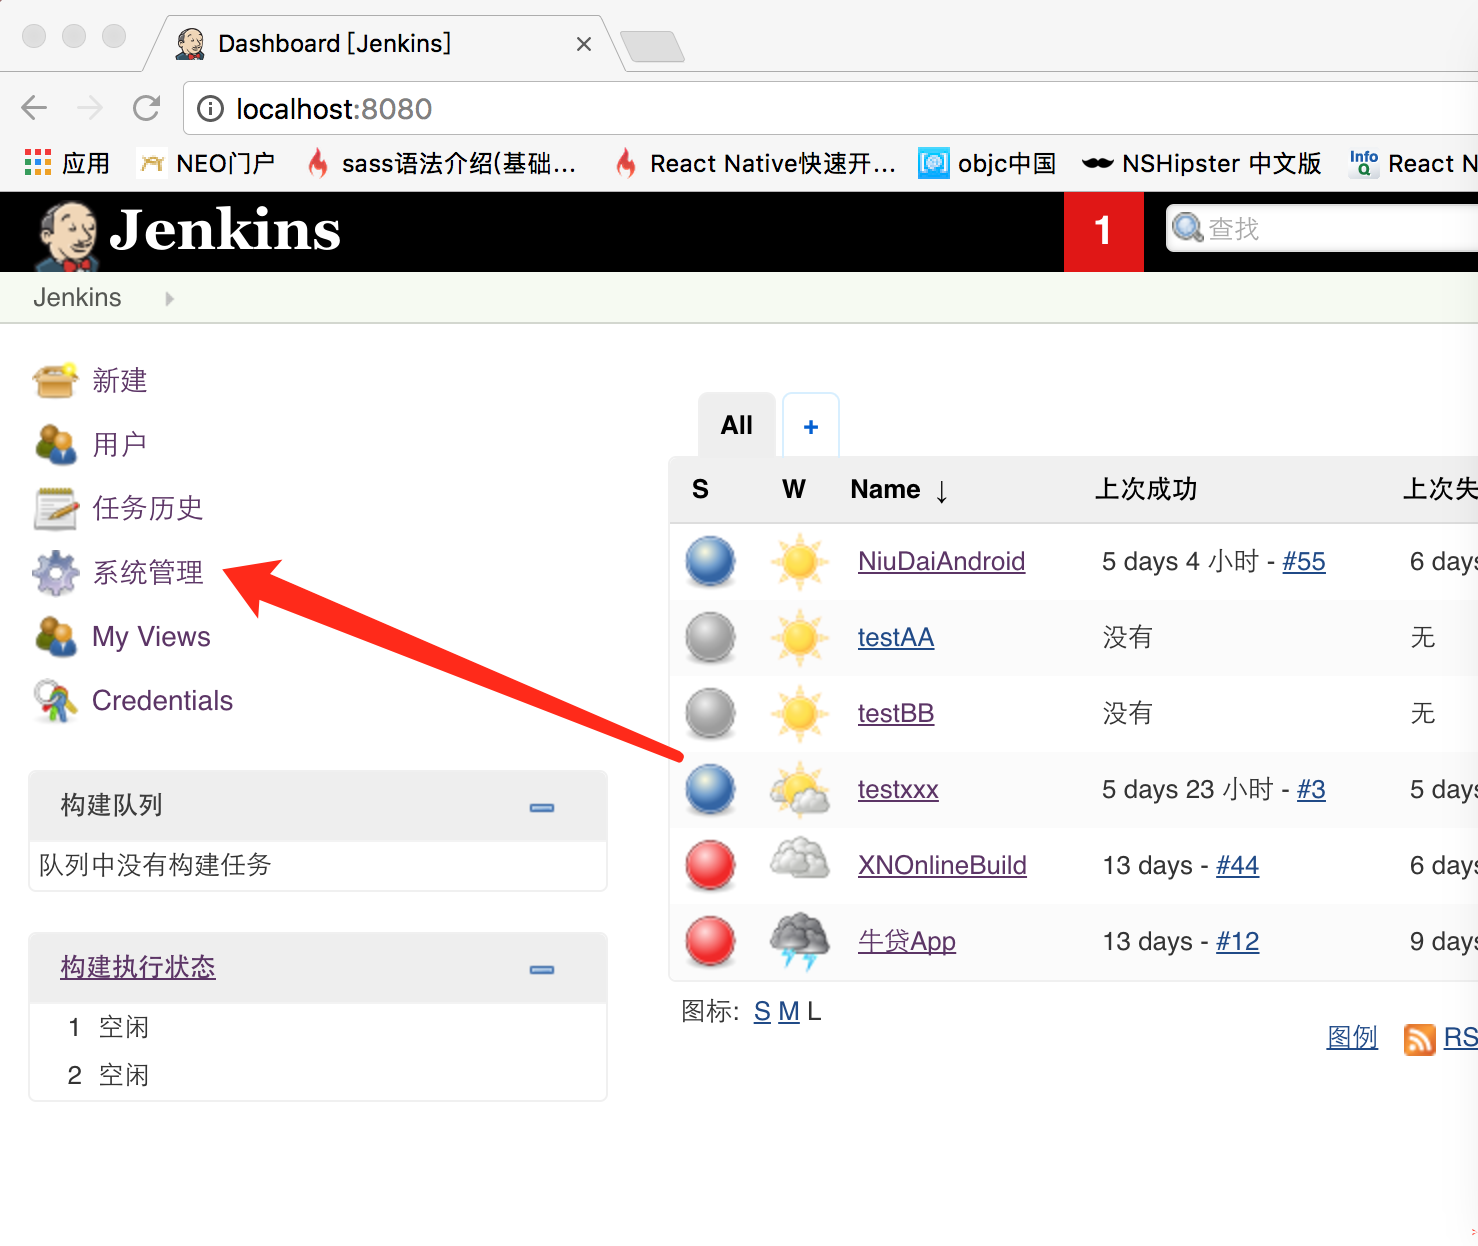 Dashboard [Jenkins]
localhost:8080
应用 NEO门户 sass语法介绍(基础... React Native快速开... objc中国 NSHipster 中文版 Info Q React N
Jenkins 1 查找
Jenkins
新建
用户
任务历史
系统管理
My Views
Credentials
构建队列
队列中没有构建任务
构建执行状态
1 空闲
2 空闲
All +
S W Name ↓ 上次成功 上次失
NiuDaiAndroid 5 days 4 小时 - #55 6 days
testAA 没有 无
testBB 没有 无
testxxx 5 days 23 小时 - #3 5 days
XNOnlineBuild 13 days - #44 6 days
牛贷App 13 days - #12 9 days
图标: S M L
图例 RS